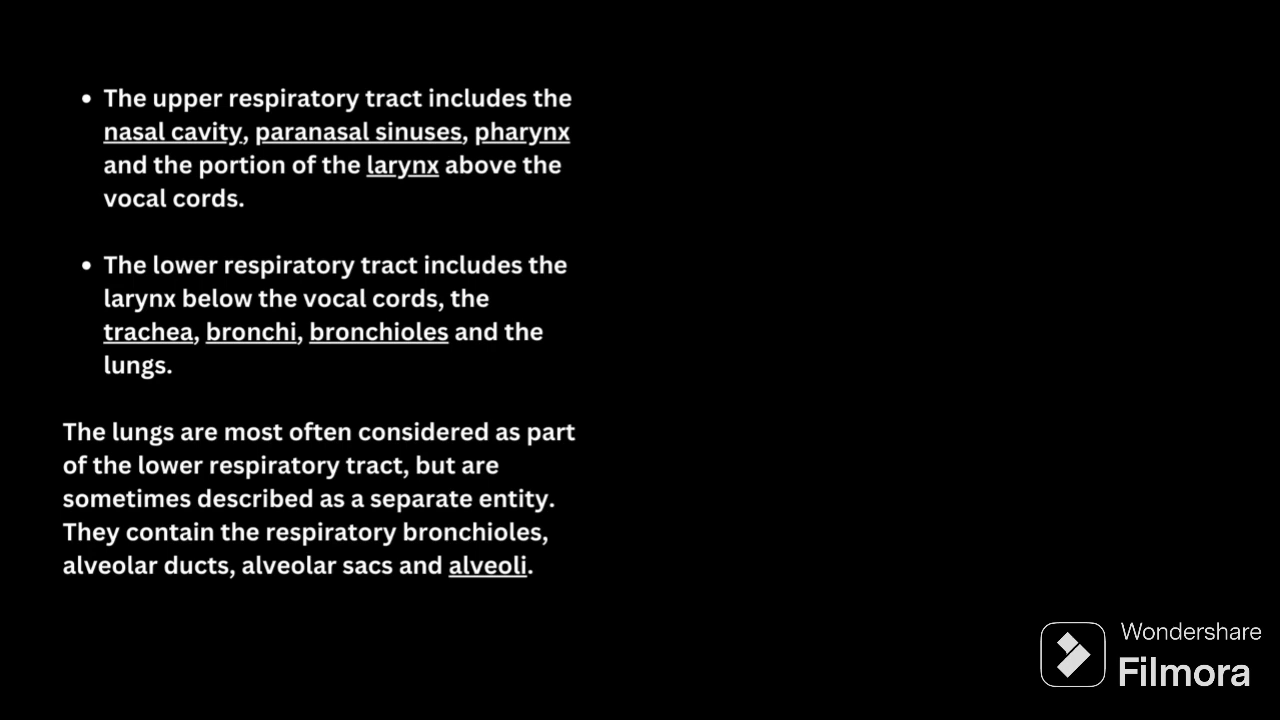 • The upper respiratory tract includes the
nasal cavity, paranasal sinuses, pharynx
and the portion of the larynx above the
vocal cords.
• The lower respiratory tract includes the
larynx below the vocal cords, the
trachea, bronchi, bronchioles and the
lungs.
The lungs are most often considered as part
of the lower respiratory tract, but are
sometimes described as a separate entity.
They contain the respiratory bronchioles,
alveolar ducts, alveolar sacs and alveoli.
Wondershare
Filmora